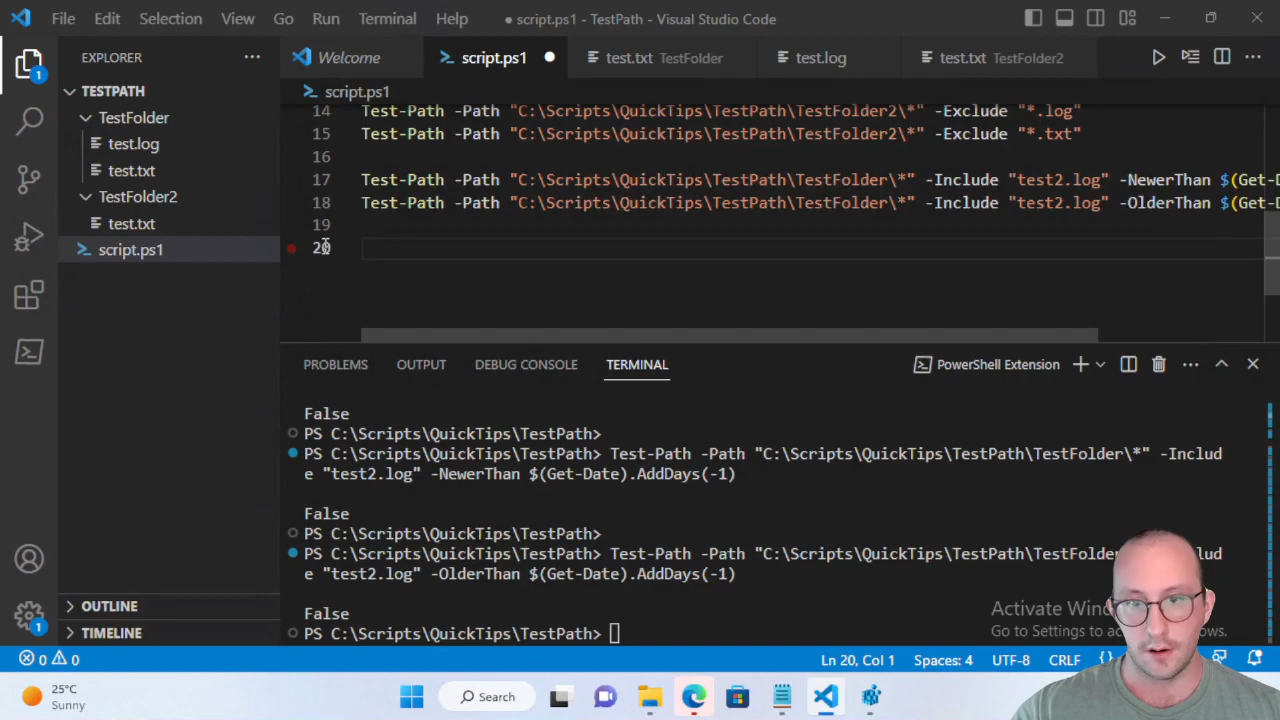 File Edit Selection View Go Run Terminal Help ● script.ps1 - TestPath - Visual Studio Code
EXPLORER
Welcome script.ps1 test.txt TestFolder test.log test.txt TestFolder2
TESTPATH
TestFolder
test.log
test.txt
TestFolder2
test.txt
script.ps1
script.ps1
14 Test-Path -Path "C:\Scripts\QuickTips\TestPath\TestFolder2\*" -Exclude "*.log"
15 Test-Path -Path "C:\Scripts\QuickTips\TestPath\TestFolder2\*" -Exclude "*.txt"
16
17 Test-Path -Path "C:\Scripts\QuickTips\TestPath\TestFolder\*" -Include "test2.log" -NewerThan $(Get-D
18 Test-Path -Path "C:\Scripts\QuickTips\TestPath\TestFolder\*" -Include "test2.log" -OlderThan $(Get-D
19
20
PROBLEMS OUTPUT DEBUG CONSOLE TERMINAL PowerShell Extension
False
PS C:\Scripts\QuickTips\TestPath>
PS C:\Scripts\QuickTips\TestPath> Test-Path -Path "C:\Scripts\QuickTips\TestPath\TestFolder\*" -Includ
e "test2.log" -NewerThan $(Get-Date).AddDays(-1)
False
PS C:\Scripts\QuickTips\TestPath>
PS C:\Scripts\QuickTips\TestPath> Test-Path -Path "C:\Scripts\QuickTips\TestPath\TestFolde lud
e "test2.log" -OlderThan $(Get-Date).AddDays(-1)
False
PS C:\Scripts\QuickTips\TestPath>
OUTLINE
TIMELINE
1
1
Activate Win
Go to Settings to ac ows.
0 0 Ln 20, Col 1 Spaces: 4 UTF-8 CRLF {}
25°C
Sunny
Search